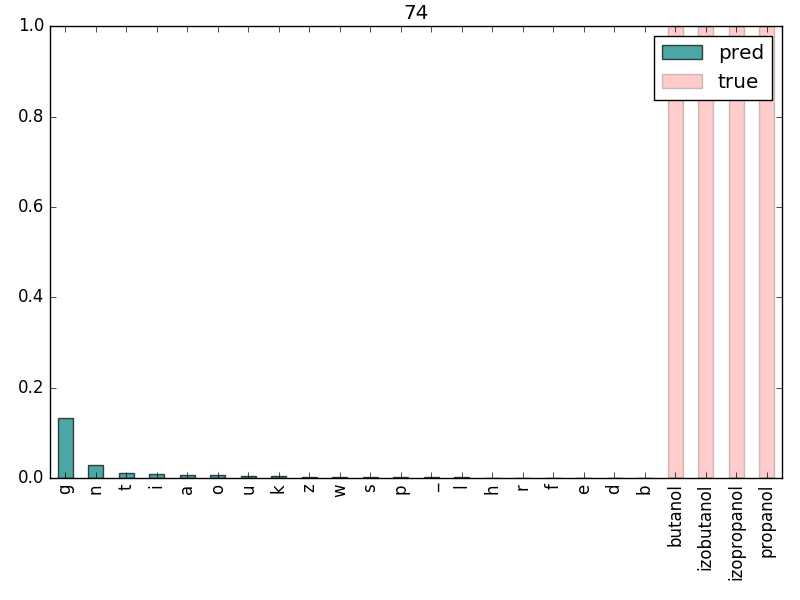 74
1.0
0.8
0.6
0.4
0.2
0.0
pred
true
g
n
t
i
a
o
u
k
z
w
s
p
_
l
h
r
f
e
d
b
butanol
izobutanol
izopropanol
propanol